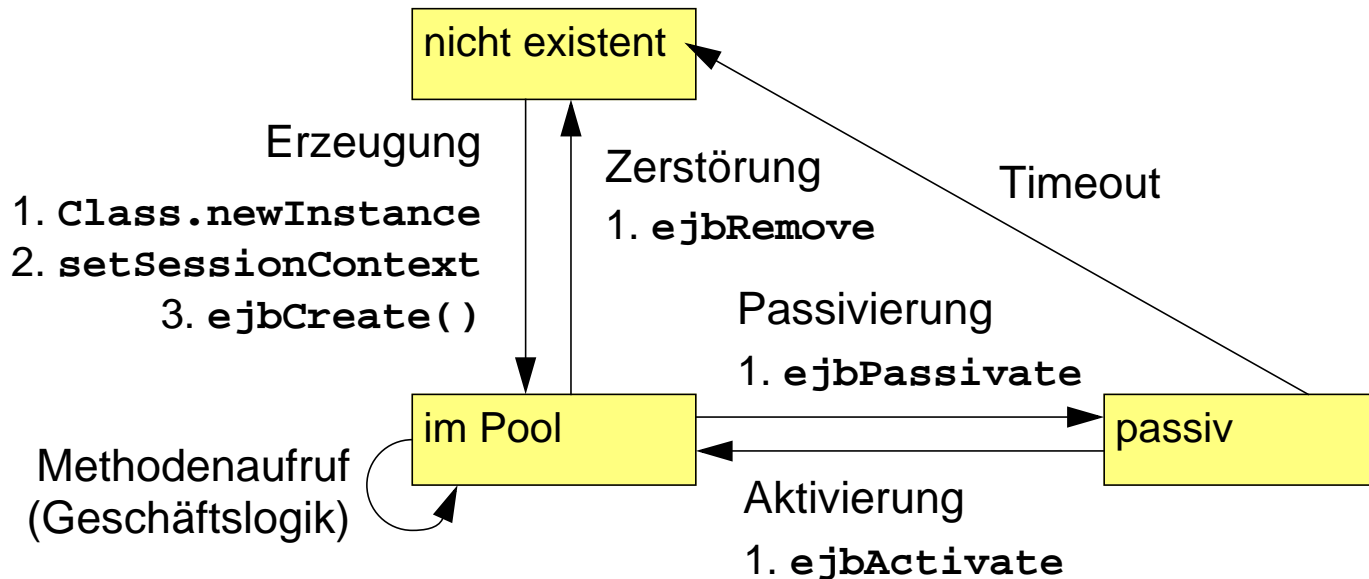 nicht existent
Erzeugung
1. Class.newInstance
2. setSessionContext
3. ejbCreate()
Zerstörung
1. ejbRemove
Timeout
Passivierung
1. ejbPassivate
im Pool
passiv
Methodenaufruf
(Geschäftslogik)
Aktivierung
1. ejbActivate